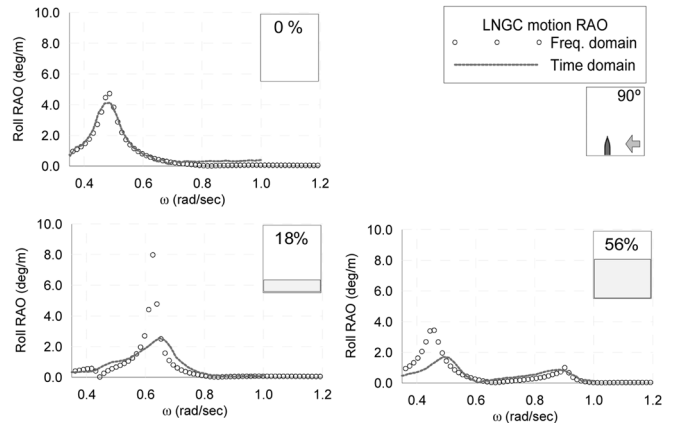 10.0
8.0
6.0
4.0
2.0
0.0
Roll RAO (deg/m)
0 %
0.4 0.6 0.8 1.0 1.2
ω (rad/sec)
LNGC motion RAO
Freq. domain
Time domain
90º
10.0
8.0
6.0
4.0
2.0
0.0
Roll RAO (deg/m)
18%
0.4 0.6 0.8 1.0 1.2
ω (rad/sec)
10.0
8.0
6.0
4.0
2.0
0.0
Roll RAO (deg/m)
56%
0.4 0.6 0.8 1.0 1.2
ω (rad/sec)